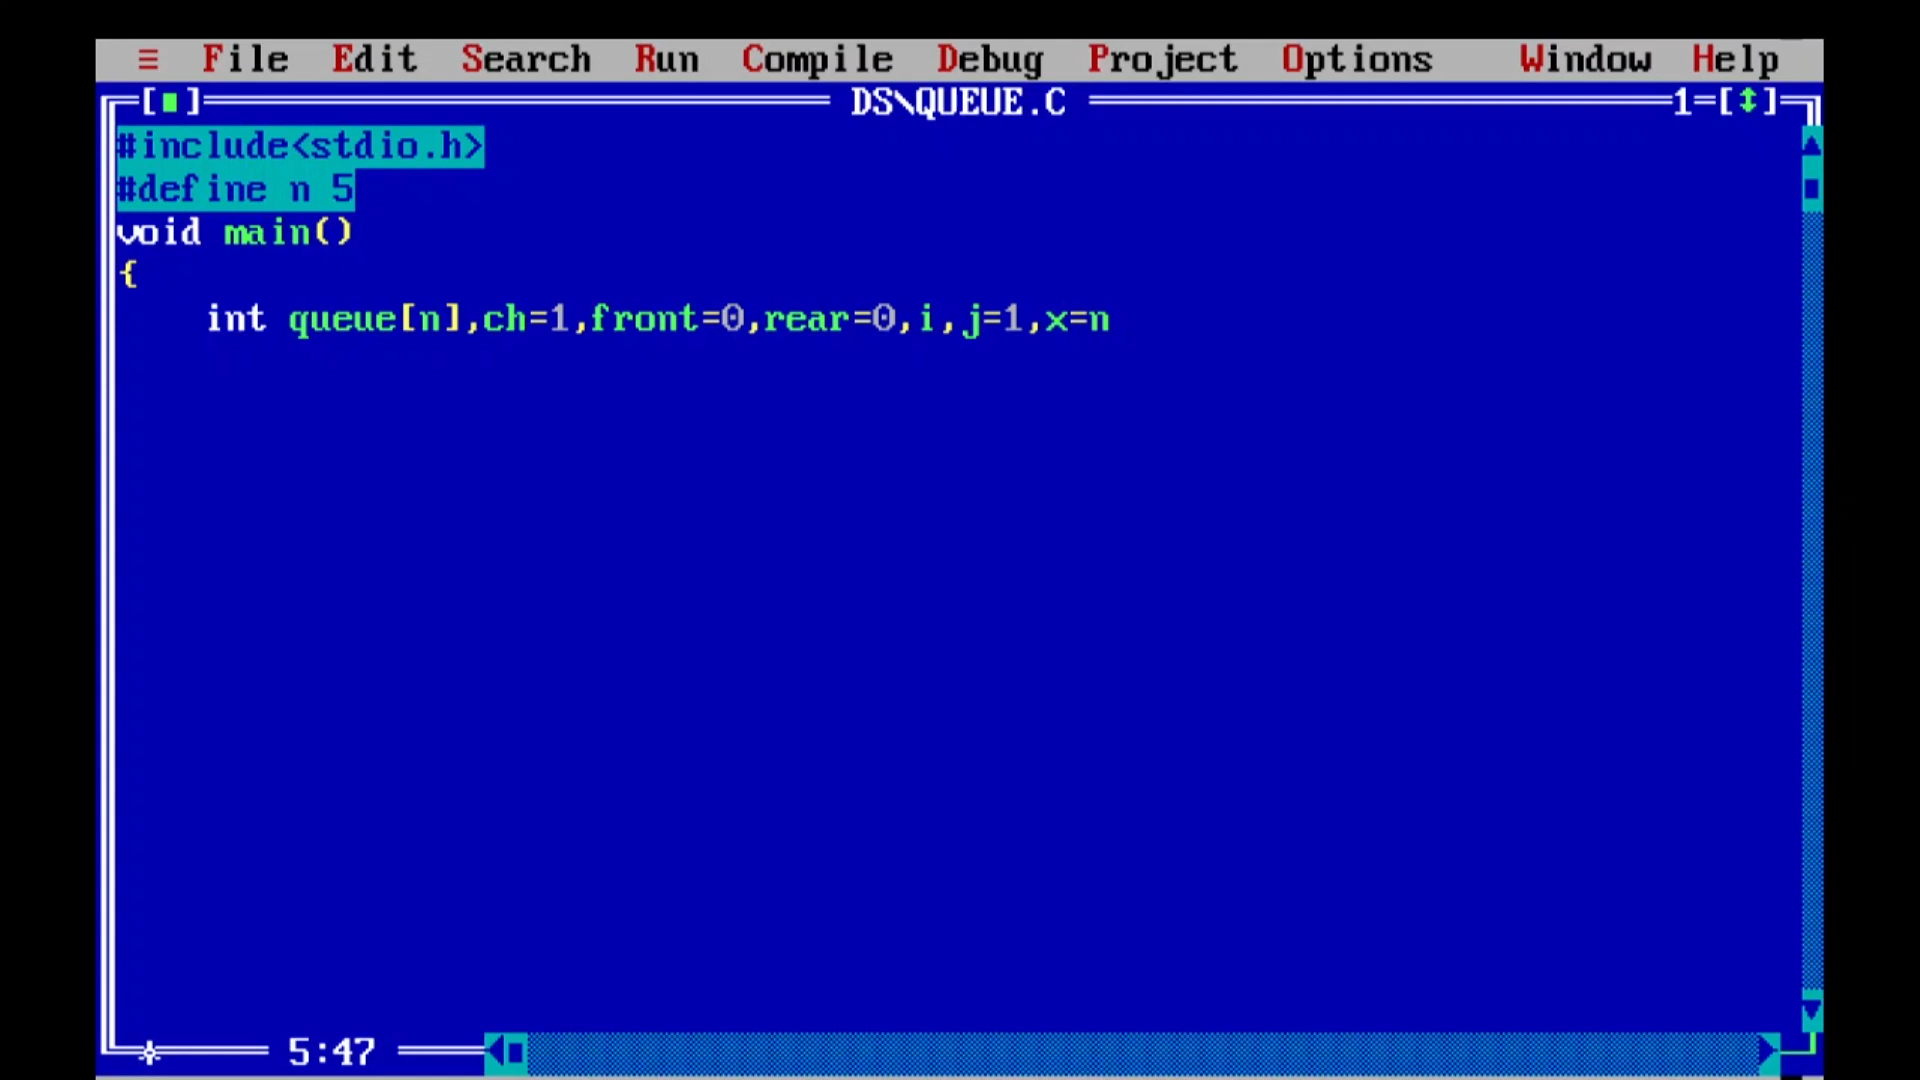 ≡ File Edit Search Run Compile Debug Project Options Window Help
[■] DS\QUEUE.C 1=[↕]
#include<stdio.h>
#define n 5
void main()
{
int queue[n],ch=1,front=0,rear=0,i,j=1,x=n
5:47